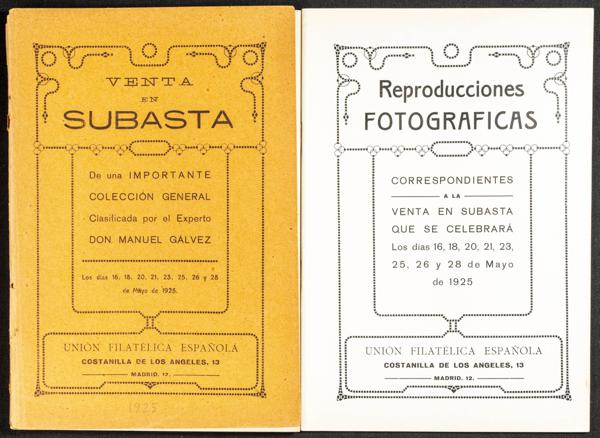 VENTA
EN
SUBASTA
De una IMPORTANTE
COLECCIÓN GENERAL
Clasificada por el Experto
DON MANUEL GÁLVEZ
Los días 16, 18, 20, 21, 23, 25, 26 y 28
de Mayo de 1925.
UNIÓN FILATÉLICA ESPAÑOLA
COSTANILLA DE LOS ANGELES, 13
MADRID, 12.
1925
Reproducciones
FOTOGRAFICAS
CORRESPONDIENTES
A LA
VENTA EN SUBASTA
QUE SE CELEBRARÁ
Los días 16, 18, 20, 21, 23,
25, 26 y 28 de Mayo
de 1925
UNIÓN FILATÉLICA ESPAÑOLA
COSTANILLA DE LOS ANGELES, 13
MADRID, 12.